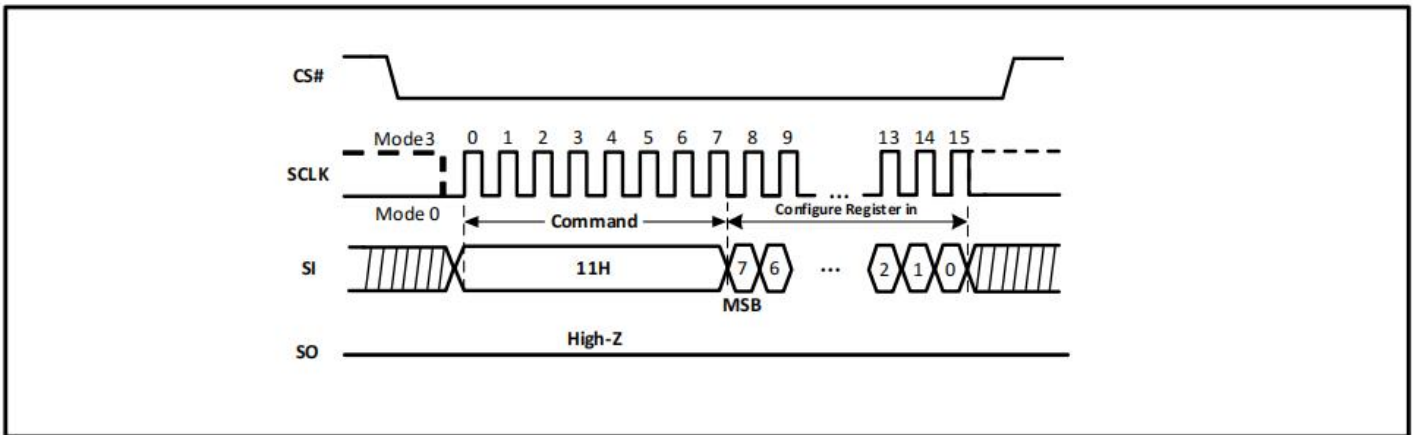 CS#
Mode3 0 1 2 3 4 5 6 7 8 9 13 14 15
SCLK
...
Mode 0 Command Configure Register in
SI 11H 7 6 ... 2 1 0
MSB
High-Z
SO